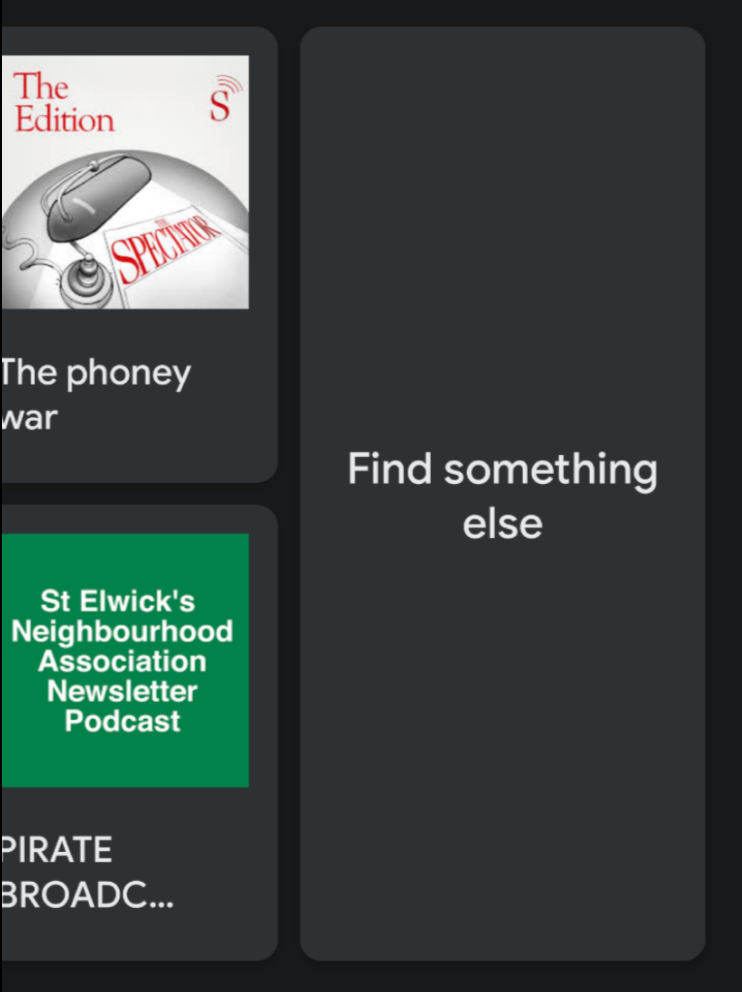 The
Edition
S
THE
SPECTATOR
The phoney
war
St Elwick's
Neighbourhood
Association
Newsletter
Podcast
PIRATE
BROADC...
Find something
else